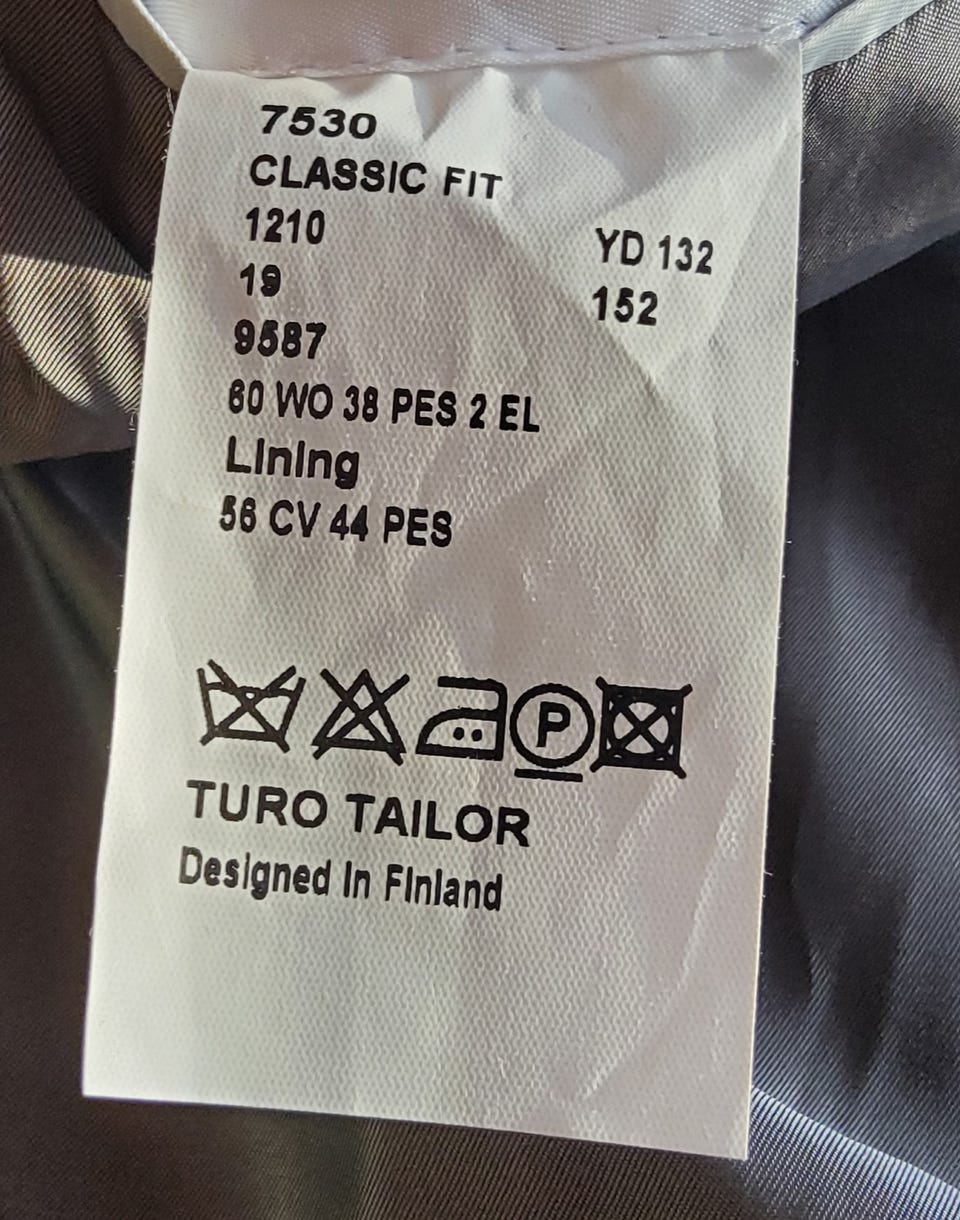 7530
CLASSIC FIT
1210 YD 132
19 152
9587
60 WO 38 PES 2 EL
Lining
56 CV 44 PES
P
TURO TAILOR
Designed in Finland